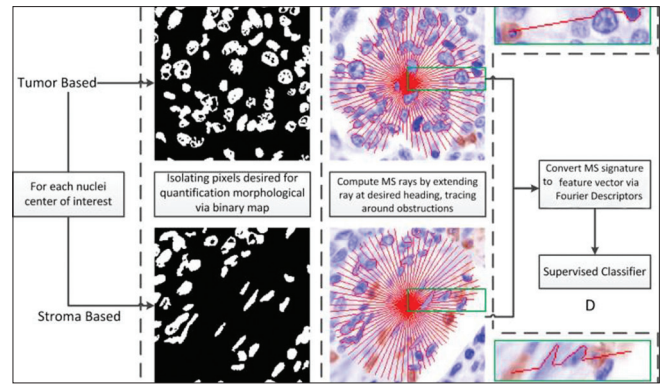 Tumor Based
For each nuclei
center of interest
Stroma Based
Isolating pixels desired for
quantification morphological
via binary map
Compute MS rays by extending
ray at desired heading, tracing
around obstructions
Convert MS signature
to feature vector via
Fourier Descriptors
Supervised Classifier
D